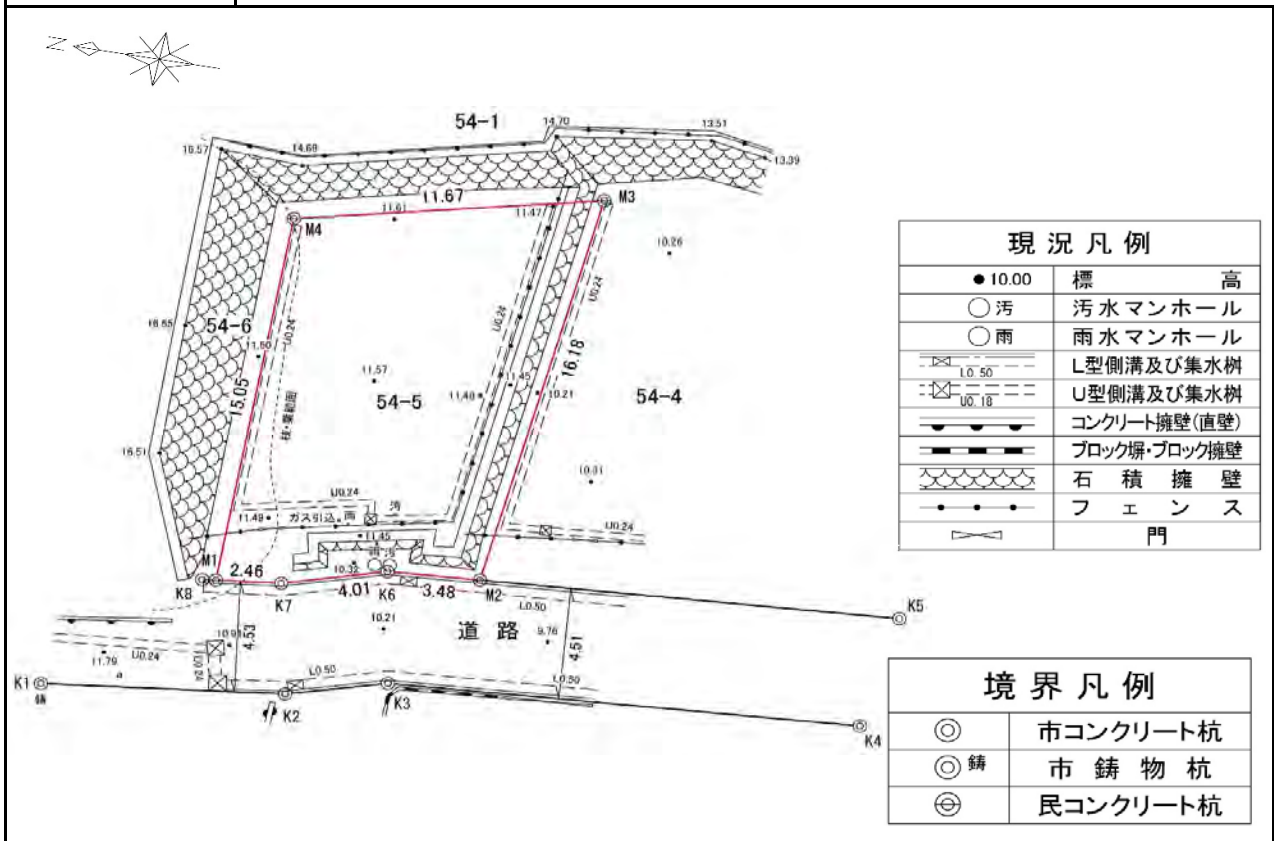 N
54-1
14.70
13.51
13.39
14.69
11.67
M3
M4
11.61
11.47
10.26
U0.24
54-6
11.50
U0.24
15.05
11.57
54-5
U0.24
11.45
16.18
10.21
54-4
枝・葉範囲
16.51
10.01
U0.24
11.49
ガス引込
雨
汚
U0.24
11.45
M1
K8
2.46
K7
10.32
4.01
K6
3.48
M2
L0.50
K5
4.53
10.21
道路
9.76
4.51
U0.24
11.79
a
U0.24
L0.50
L0.50
K1
鋳
K2
K3
K4
現況凡例
10.00 標高
汚 汚水マンホール
雨 雨水マンホール
L0.50 L型側溝及び集水桝
U0.18 U型側溝及び集水桝
コンクリート擁壁(直壁)
ブロック塀・ブロック擁壁
石積擁壁
フェンス
門
境界凡例
市コンクリート杭
鋳 市鋳物杭
民コンクリート杭